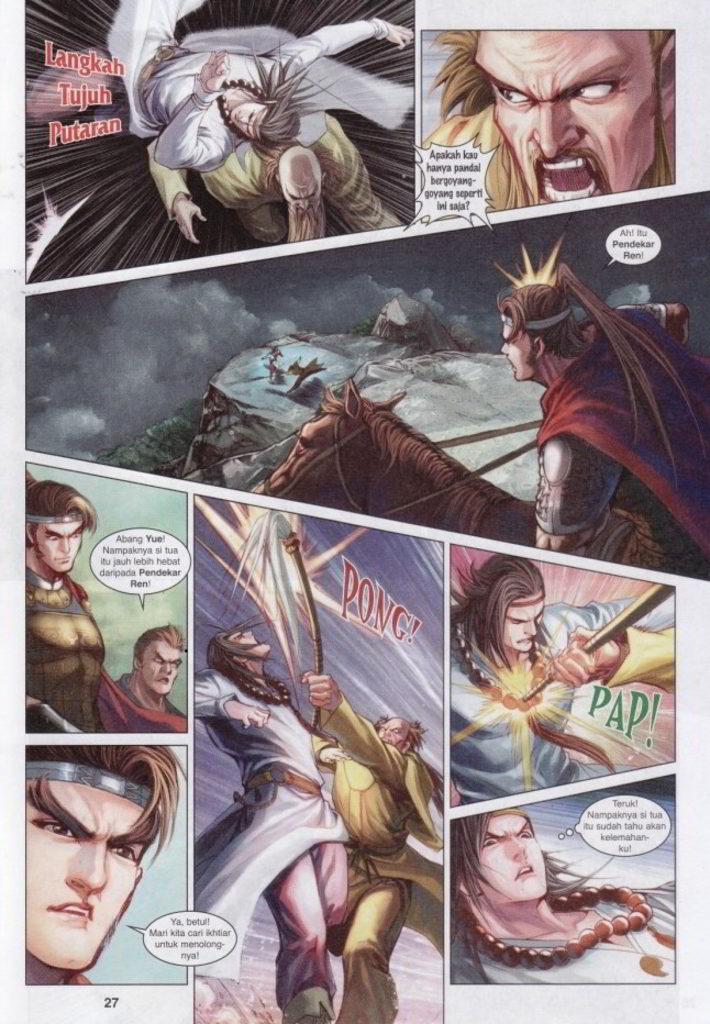 Langkah
Tujuh
Putaran
Apakah kau
hanya pandai
bergoyang-
goyang seperti
ini saja?
Ah! Itu
Pendekar
Ren!
Abang Yue!
Nampaknya si tua
itu jauh lebih hebat
daripada Pendekar
Ren!
PONG!
PAP!
Ya, betul!
Mari kita cari ikhtiar
untuk menolong-
nya!
Teruk!
Nampaknya si tua
itu sudah tahu akan
kelemahan-
ku!
27